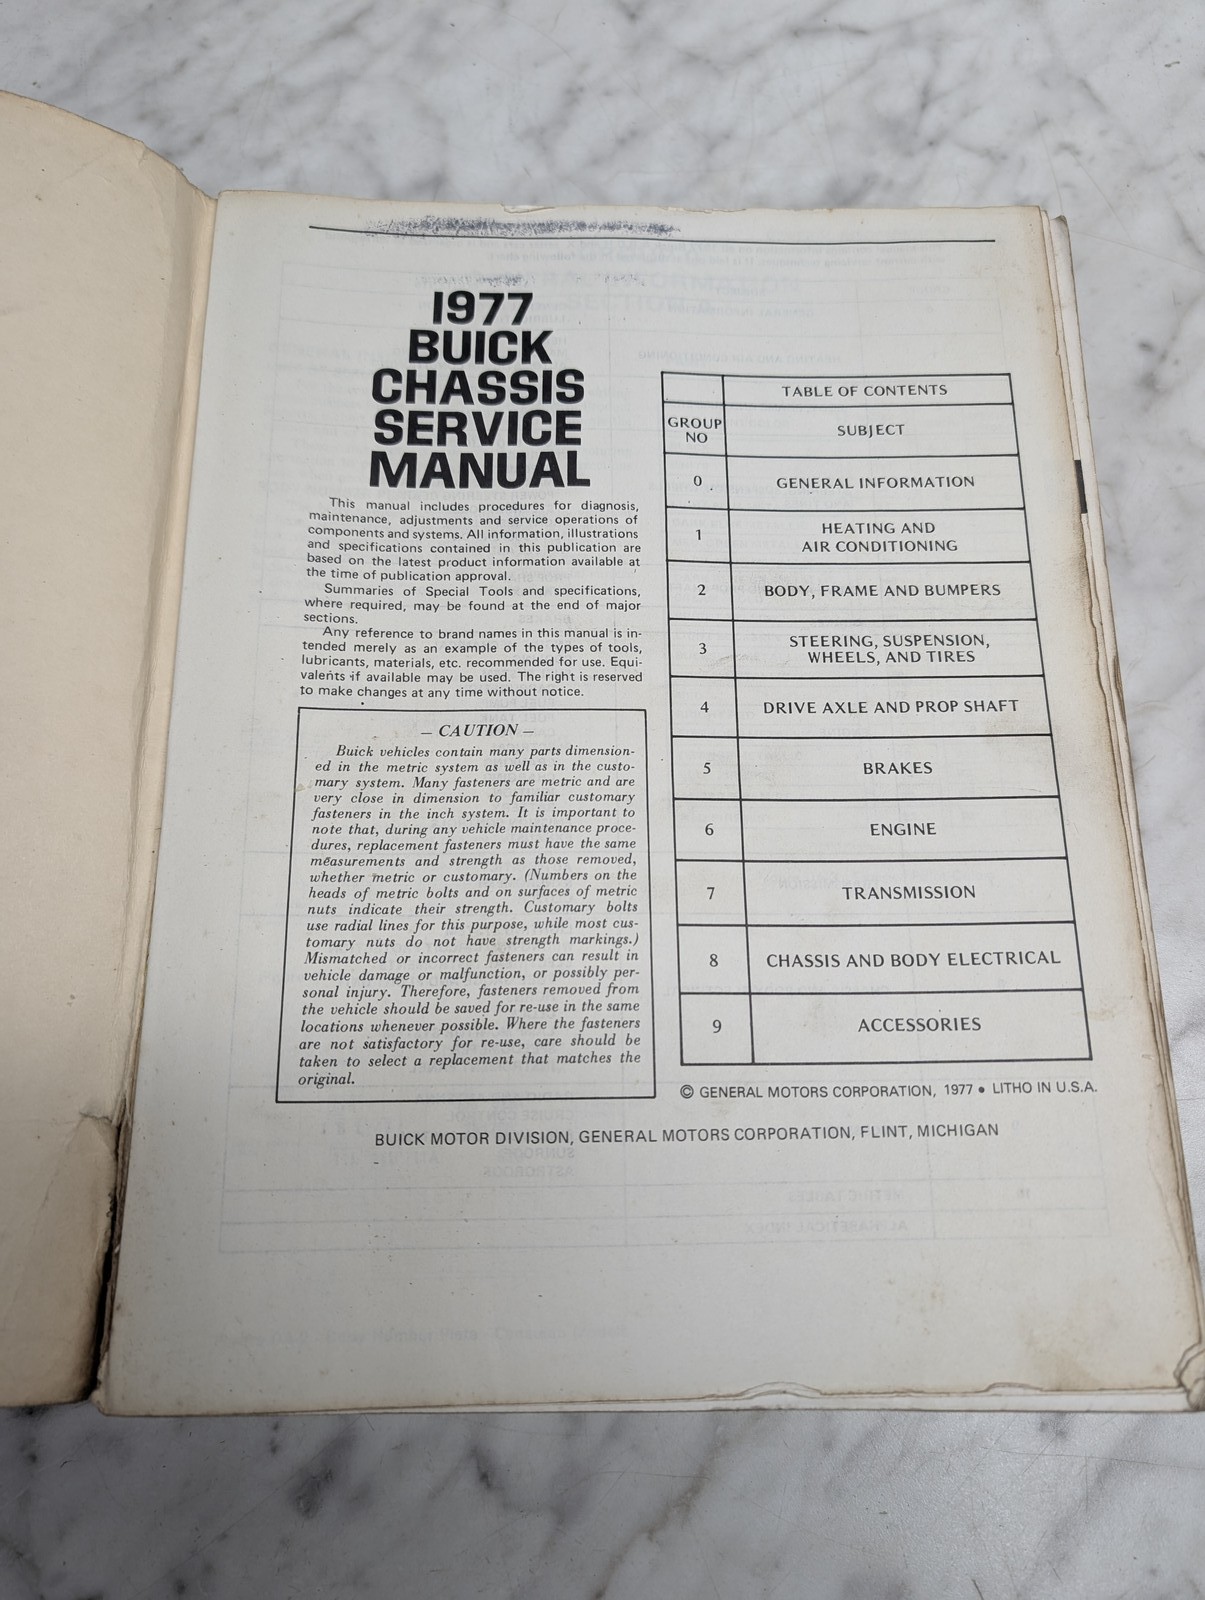 1977
BUICK
CHASSIS
SERVICE
MANUAL
This manual includes procedures for diagnosis,
maintenance, adjustments and service operations of
components and systems. All information, illustrations
and specifications contained in this publication are
based on the latest product information available at
the time of publication approval.
Summaries of Special Tools and specifications,
where required, may be found at the end of major
sections.
Any reference to brand names in this manual is in-
tended merely as an example of the types of tools,
lubricants, materials, etc. recommended for use. Equi-
valents if available may be used. The right is reserved
to make changes at any time without notice.
– CAUTION –
Buick vehicles contain many parts dimension-
ed in the metric system as well as in the custo-
mary system. Many fasteners are metric and are
very close in dimension to familiar customary
fasteners in the inch system. It is important to
note that, during any vehicle maintenance proce-
dures, replacement fasteners must have the same
measurements and strength as those removed,
whether metric or customary. (Numbers on the
heads of metric bolts and on surfaces of metric
nuts indicate their strength. Customary bolts
use radial lines for this purpose, while most cus-
tomary nuts do not have strength markings.)
Mismatched or incorrect fasteners can result in
vehicle damage or malfunction, or possibly per-
sonal injury. Therefore, fasteners removed from
the vehicle should be saved for re-use in the same
locations whenever possible. Where the fasteners
are not satisfactory for re-use, care should be
taken to select a replacement that matches the
original.
TABLE OF CONTENTS
GROUP NO SUBJECT
0 GENERAL INFORMATION
1 HEATING AND
AIR CONDITIONING
2 BODY, FRAME AND BUMPERS
3 STEERING, SUSPENSION,
WHEELS, AND TIRES
4 DRIVE AXLE AND PROP SHAFT
5 BRAKES
6 ENGINE
7 TRANSMISSION
8 CHASSIS AND BODY ELECTRICAL
9 ACCESSORIES
© GENERAL MOTORS CORPORATION, 1977 • LITHO IN U.S.A.
BUICK MOTOR DIVISION, GENERAL MOTORS CORPORATION, FLINT, MICHIGAN